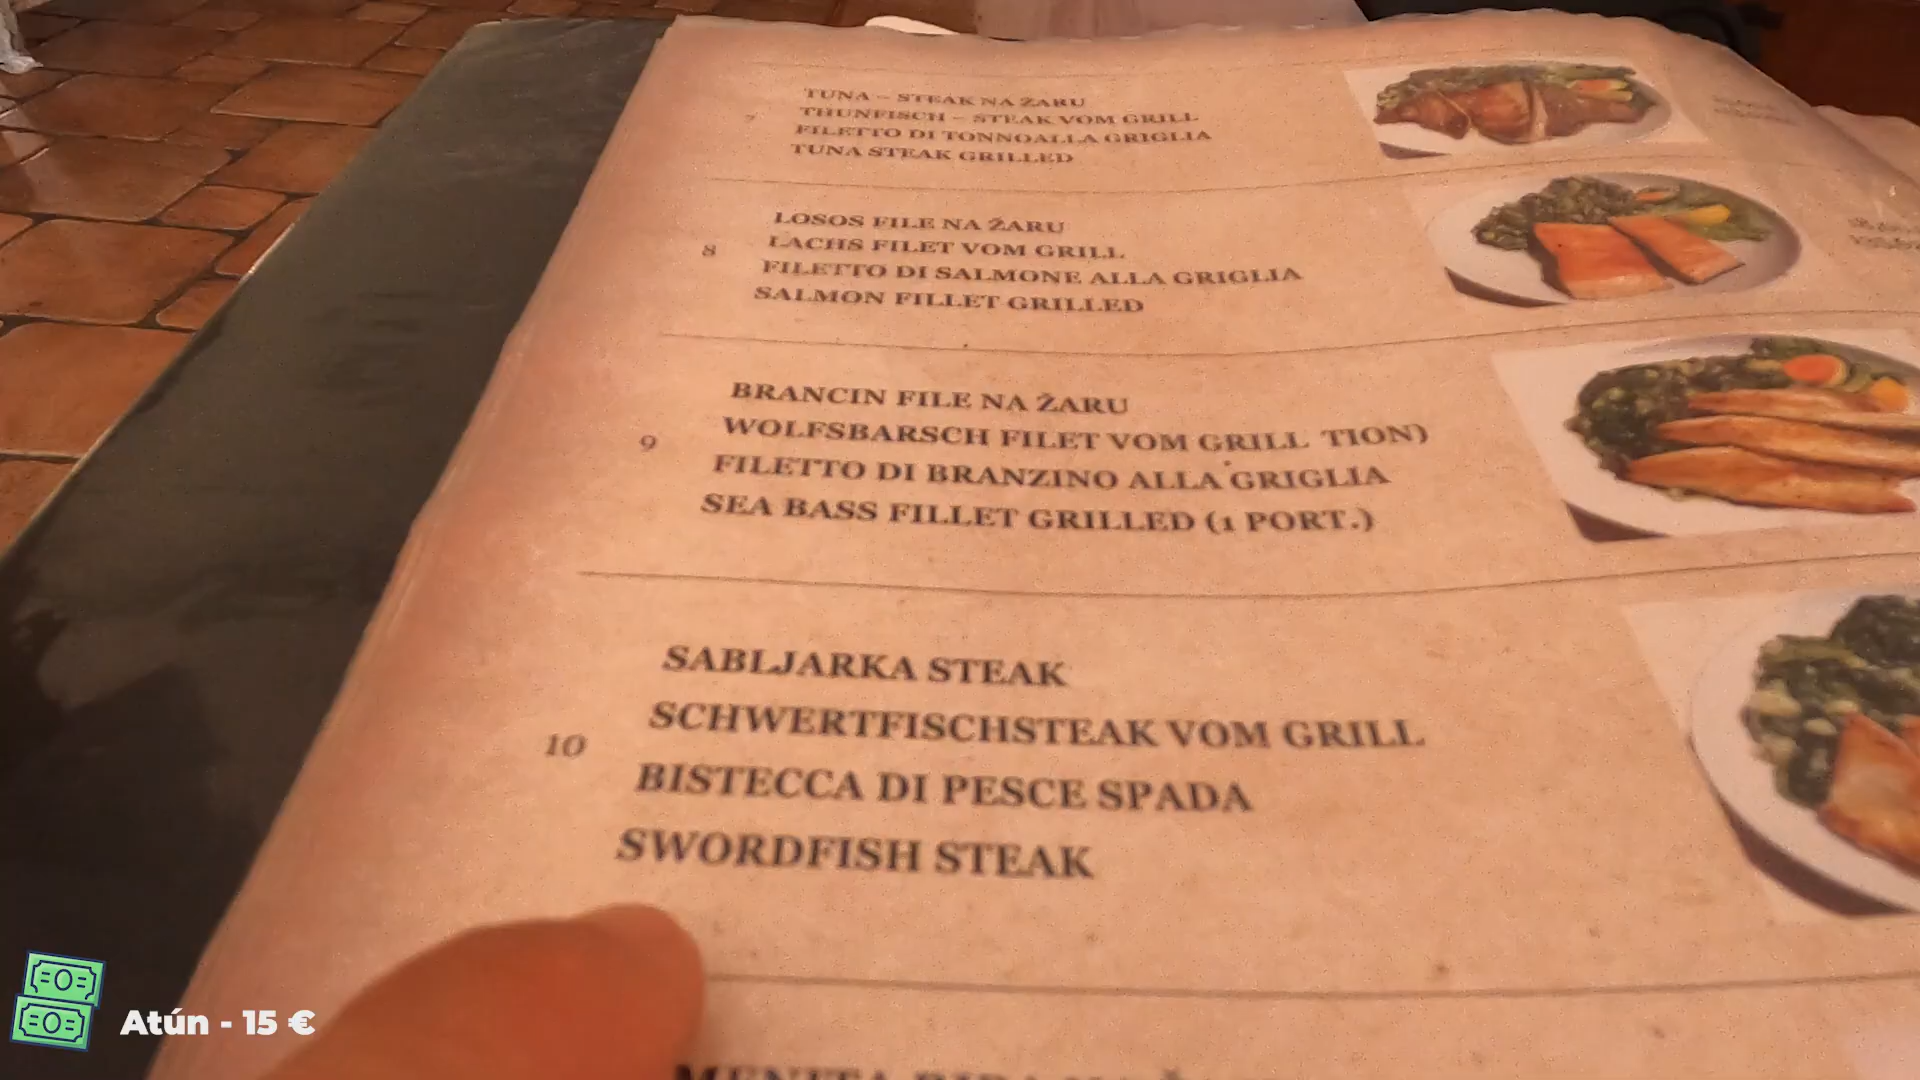 TUNA – STEAK NA ŽARU
7
THUNFISCH – STEAK VOM GRILL
FILETTO DI TONNOALLA GRIGLIA
TUNA STEAK GRILLED
LOSOS FILE NA ŽARU
8
LACHS FILET VOM GRILL
FILETTO DI SALMONE ALLA GRIGLIA
SALMON FILLET GRILLED
BRANCIN FILE NA ŽARU
WOLFSBARSCH FILET VOM GRILL TION)
9
FILETTO DI BRANZINO ALLA GRIGLIA
SEA BASS FILLET GRILLED (1 PORT.)
SABLJARKA STEAK
SCHWERTFISCHSTEAK VOM GRILL
10
BISTECCA DI PESCE SPADA
SWORDFISH STEAK
Atún - 15 €